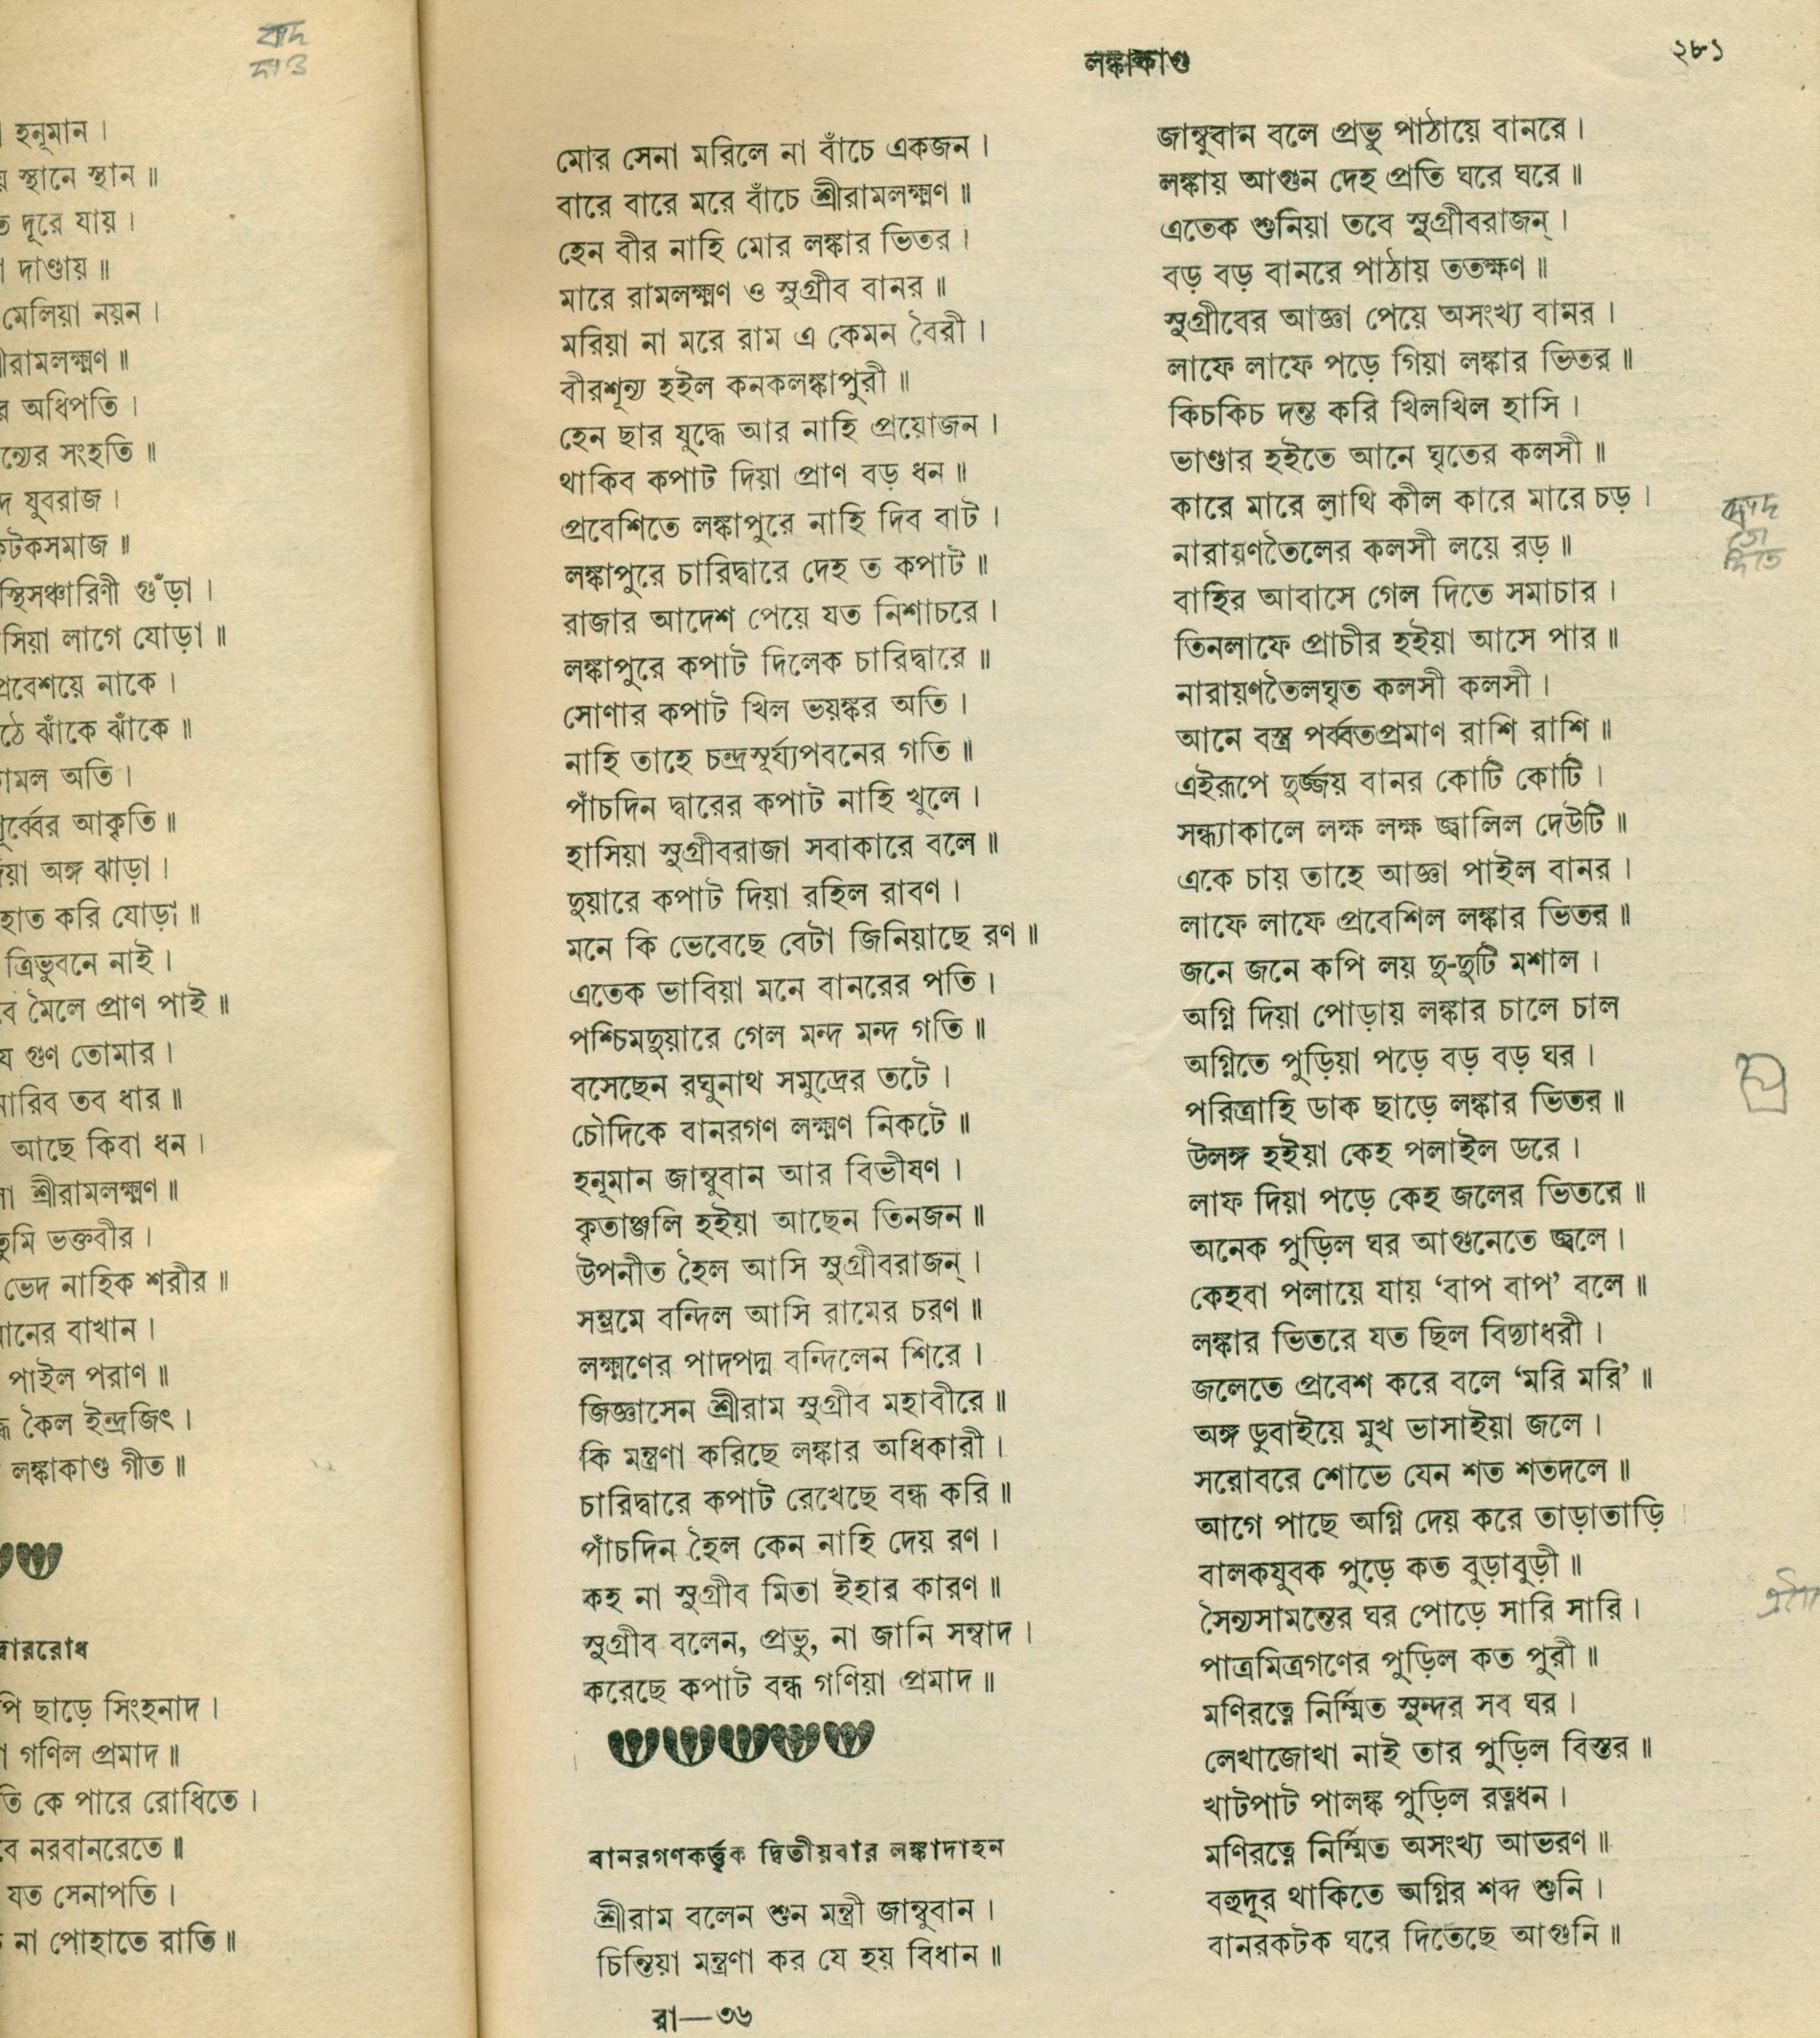 বাদ
দাও
হনূমান ।
স্থানে স্থান ॥
দূরে যায় ।
দাণ্ডায় ॥
মেলিয়া নয়ন ।
শ্রীরামলক্ষ্মণ ॥
অধিপতি ।
সংহতি ॥
যুবরাজ ।
কটকসমাজ ॥
গুঁড়া ।
লাগে যোড়া ॥
নাকে ।
ঝাঁকে ঝাঁকে ॥
অতি ।
আকৃতি ॥
অঙ্গ ঝাড়া ।
হাত করি যোড়া ॥
ত্রিভুবনে নাই ।
মৈলে প্রাণ পাই ॥
গুণ তোমার ।
তব ধার ॥
আছে কিবা ধন ।
শ্রীরামলক্ষ্মণ ॥
তুমি ভক্তবীর ।
ভেদ নাহিক শরীর ॥
বাখান ।
পাইল পরাণ ॥
কৈল ইন্দ্রজিৎ ।
লঙ্কাকাণ্ড গীত ॥
দ্বাররোধ
ছাড়ে সিংহনাদ ।
গণিল প্রমাদ ॥
কে পারে রোধিতে ।
নরবানরেতে ॥
যত সেনাপতি ।
না পোহাতে রাতি ॥
লঙ্কাকাণ্ড
২৮১
মোর সেনা মরিলে না বাঁচে একজন ।
বারে বারে মরে বাঁচে শ্রীরামলক্ষ্মণ ॥
হেন বীর নাহি মোর লঙ্কার ভিতর ।
মারে রামলক্ষ্মণ ও সুগ্রীব বানর ॥
মরিয়া না মরে রাম এ কেমন বৈরী ।
বীরশূন্য হইল কনকলঙ্কাপুরী ॥
হেন ছার যুদ্ধে আর নাহি প্রয়োজন ।
থাকিব কপাট দিয়া প্রাণ বড় ধন ॥
প্রবেশিতে লঙ্কাপুরে নাহি দিব বাট ।
লঙ্কাপুরে চারিদ্বারে দেহ ত কপাট ॥
রাজার আদেশ পেয়ে যত নিশাচরে ।
লঙ্কাপুরে কপাট দিলেক চারিদ্বারে ॥
সোণার কপাট খিল ভয়ঙ্কর অতি ।
নাহি তাহে চন্দ্রসূর্য্যপবনের গতি ॥
পাঁচদিন দ্বারের কপাট নাহি খুলে ।
হাসিয়া সুগ্রীবরাজা সবাকারে বলে ॥
দুয়ারে কপাট দিয়া রহিল রাবণ ।
মনে কি ভেবেছে বেটা জিনিয়াছে রণ ॥
এতেক ভাবিয়া মনে বানরের পতি ।
পশ্চিমদুয়ারে গেল মন্দ মন্দ গতি ॥
বসেছেন রঘুনাথ সমুদ্রের তটে ।
চৌদিকে বানরগণ লক্ষ্মণ নিকটে ॥
হনূমান জাম্বুবান আর বিভীষণ ।
কৃতাঞ্জলি হইয়া আছেন তিনজন ॥
উপনীত হৈল আসি সুগ্রীবরাজন্ ।
সম্ভ্রমে বন্দিল আসি রামের চরণ ॥
লক্ষ্মণের পাদপদ্ম বন্দিলেন শিরে ।
জিজ্ঞাসেন শ্রীরাম সুগ্রীব মহাবীরে ॥
কি মন্ত্রণা করিছে লঙ্কার অধিকারী ।
চারিদ্বারে কপাট রেখেছে বন্ধ করি ॥
পাঁচদিন হৈল কেন নাহি দেয় রণ ।
কহ না সুগ্রীব মিতা ইহার কারণ ॥
সুগ্রীব বলেন, প্রভু, না জানি সম্বাদ ।
করেছে কপাট বন্ধ গণিয়া প্রমাদ ॥
বানরগণকর্ত্তৃক দ্বিতীয়বার লঙ্কাদাহন
শ্রীরাম বলেন শুন মন্ত্রী জাম্বুবান ।
চিন্তিয়া মন্ত্রণা কর যে হয় বিধান ॥
রা—৩৬
জাম্বুবান বলে প্রভু পাঠায়ে বানরে ।
লঙ্কায় আগুন দেহ প্রতি ঘরে ঘরে ॥
এতেক শুনিয়া তবে সুগ্রীবরাজন্ ।
বড় বড় বানরে পাঠায় ততক্ষণ ॥
সুগ্রীবের আজ্ঞা পেয়ে অসংখ্য বানর ।
লাফে লাফে পড়ে গিয়া লঙ্কার ভিতর ॥
কিচকিচ দন্ত করি খিলখিল হাসি ।
ভাণ্ডার হইতে আনে ঘৃতের কলসী ॥
কারে মারে লাথি কীল কারে মারে চড় ।
নারায়ণতৈলের কলসী লয়ে রড় ॥
বাহির আবাসে গেল দিতে সমাচার ।
তিনলাফে প্রাচীর হইয়া আসে পার ॥
নারায়ণতৈলঘৃত কলসী কলসী ।
আনে বস্ত্র পর্ব্বতপ্রমাণ রাশি রাশি ॥
এইরূপে দুর্জ্জয় বানর কোটি কোটি ।
সন্ধ্যাকালে লক্ষ লক্ষ জ্বালিল দেউটি ॥
একে চায় তাহে আজ্ঞা পাইল বানর ।
লাফে লাফে প্রবেশিল লঙ্কার ভিতর ॥
জনে জনে কপি লয় দু-দুটি মশাল ।
অগ্নি দিয়া পোড়ায় লঙ্কার চালে চাল
অগ্নিতে পুড়িয়া পড়ে বড় বড় ঘর ।
পরিত্রাহি ডাক ছাড়ে লঙ্কার ভিতর ॥
উলঙ্গ হইয়া কেহ পলাইল ডরে ।
লাফ দিয়া পড়ে কেহ জলের ভিতরে ॥
অনেক পুড়িল ঘর আগুনেতে জ্বলে ।
কেহবা পলায়ে যায় ‘বাপ বাপ’ বলে ॥
লঙ্কার ভিতরে যত ছিল বিদ্যাধরী ।
জলেতে প্রবেশ করে বলে ‘মরি মরি’ ॥
অঙ্গ ডুবাইয়ে মুখ ভাসাইয়া জলে ।
সরোবরে শোভে যেন শত শতদলে ॥
আগে পাছে অগ্নি দেয় করে তাড়াতাড়ি
বালকযুবক পুড়ে কত বুড়াবুড়ী ॥
সৈন্যসামন্তের ঘর পোড়ে সারি সারি ।
পাত্রমিত্রগণের পুড়িল কত পুরী ॥
মণিরত্নে নির্ম্মিত সুন্দর সব ঘর ।
লেখাজোখা নাই তার পুড়িল বিস্তর ॥
খাটপাট পালঙ্ক পুড়িল রত্নধন ।
মণিরত্নে নির্ম্মিত অসংখ্য আভরণ ॥
বহুদূর থাকিতে অগ্নির শব্দ শুনি ।
বানরকটক ঘরে দিতেছে আগুনি ॥